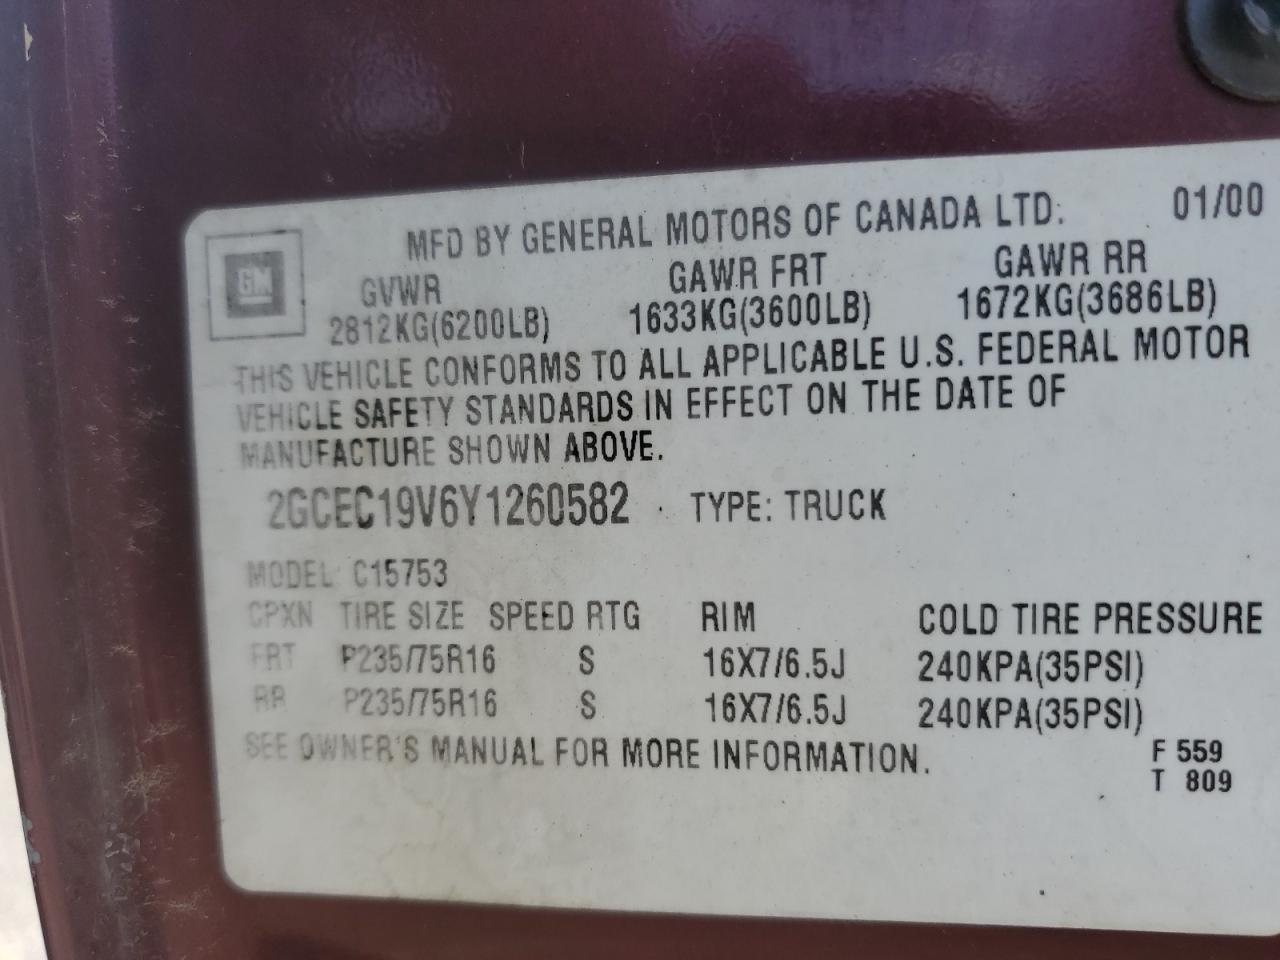 MFD BY GENERAL MOTORS OF CANADA LTD. 01/00
GM
GVWR GAWR FRT GAWR RR
2812KG(6200LB) 1633KG(3600LB) 1672KG(3686LB)
THIS VEHICLE CONFORMS TO ALL APPLICABLE U.S. FEDERAL MOTOR
VEHICLE SAFETY STANDARDS IN EFFECT ON THE DATE OF
MANUFACTURE SHOWN ABOVE.
2GCEC19V6Y1260582 TYPE: TRUCK
MODEL: C15753
CPXN TIRE SIZE SPEED RTG RIM COLD TIRE PRESSURE
FRT P235/75R16 S 16X7/6.5J 240KPA(35PSI)
RR P235/75R16 S 16X7/6.5J 240KPA(35PSI)
SEE OWNER'S MANUAL FOR MORE INFORMATION.
F 559
T 809